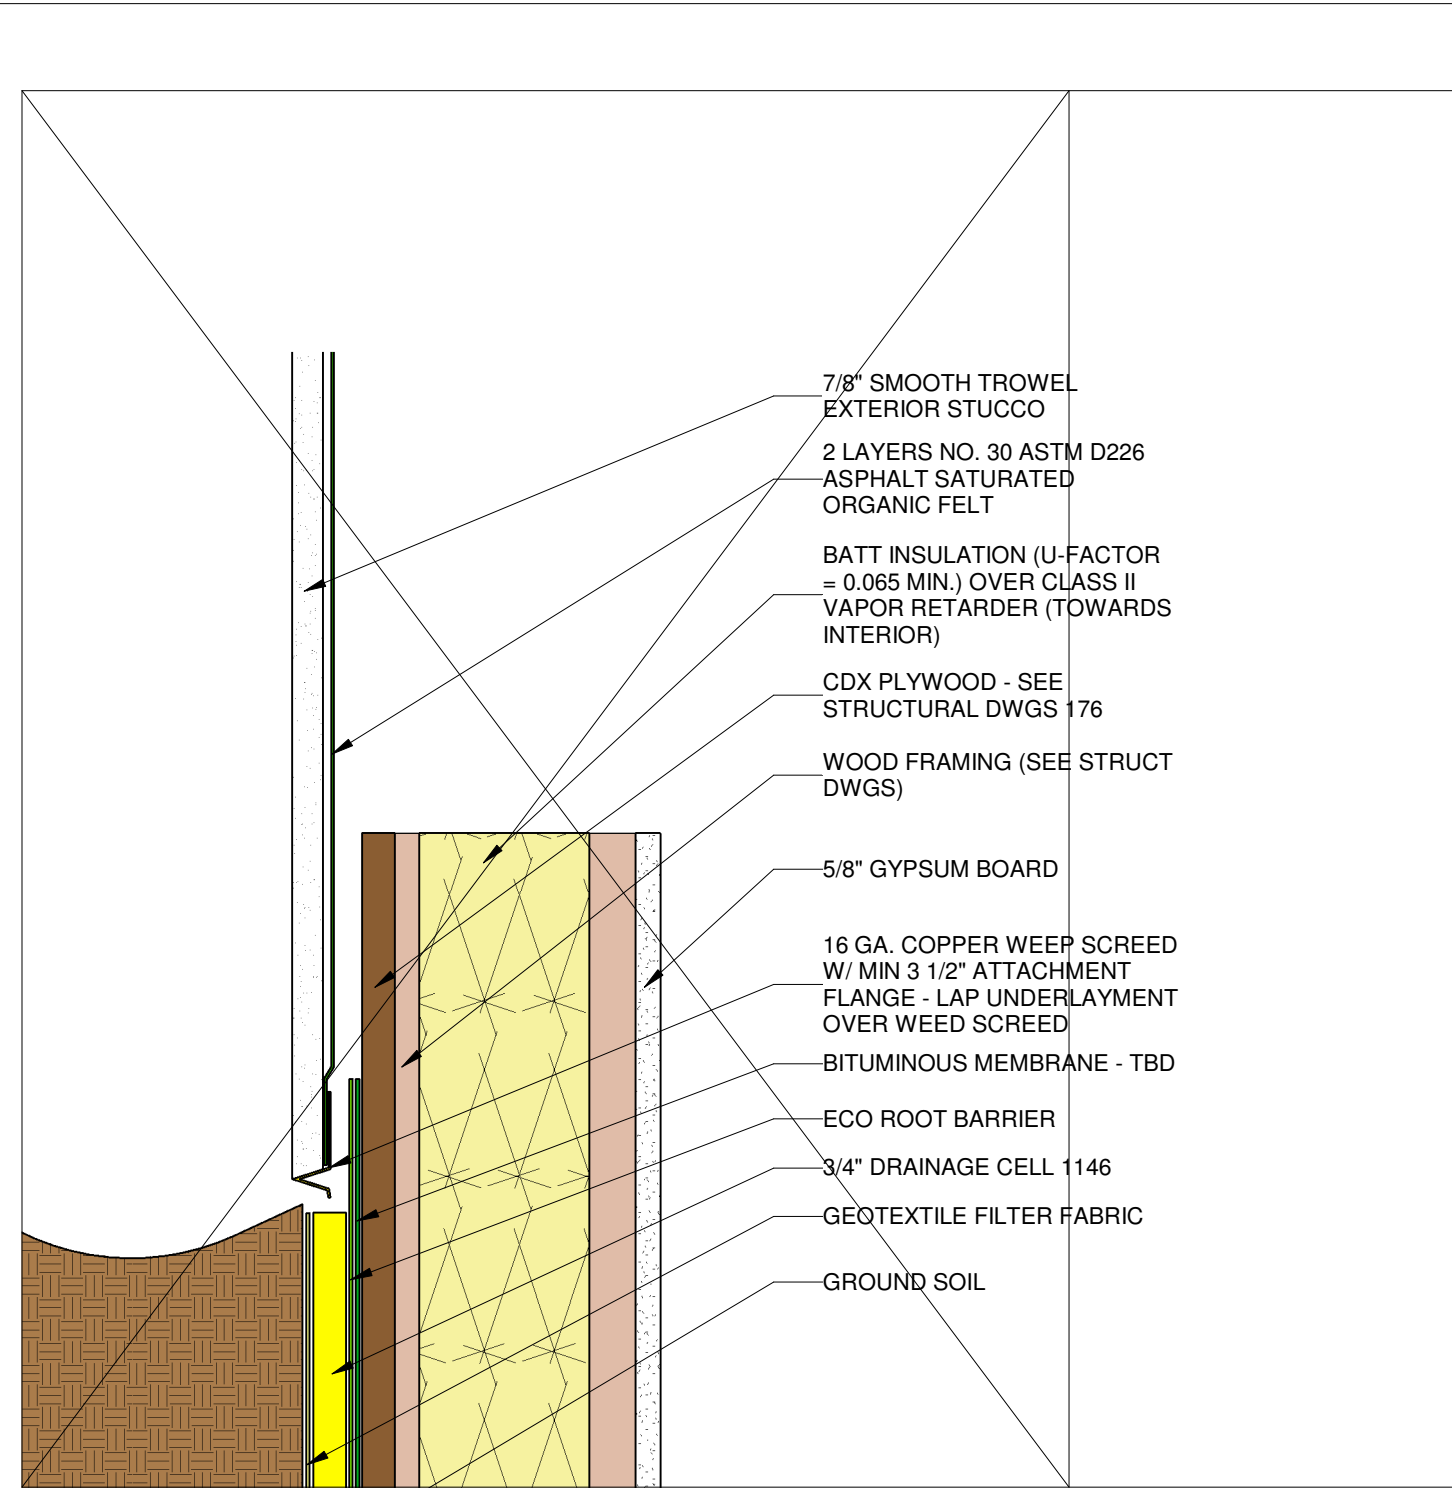 7/8" SMOOTH TROWEL
EXTERIOR STUCCO
2 LAYERS NO. 30 ASTM D226
ASPHALT SATURATED
ORGANIC FELT
BATT INSULATION (U-FACTOR
= 0.065 MIN.) OVER CLASS II
VAPOR RETARDER (TOWARDS
INTERIOR)
CDX PLYWOOD - SEE
STRUCTURAL DWGS 176
WOOD FRAMING (SEE STRUCT
DWGS)
5/8" GYPSUM BOARD
16 GA. COPPER WEEP SCREED
W/ MIN 3 1/2" ATTACHMENT
FLANGE - LAP UNDERLAYMENT
OVER WEED SCREED
BITUMINOUS MEMBRANE - TBD
ECO ROOT BARRIER
3/4" DRAINAGE CELL 1146
GEOTEXTILE FILTER FABRIC
GROUND SOIL